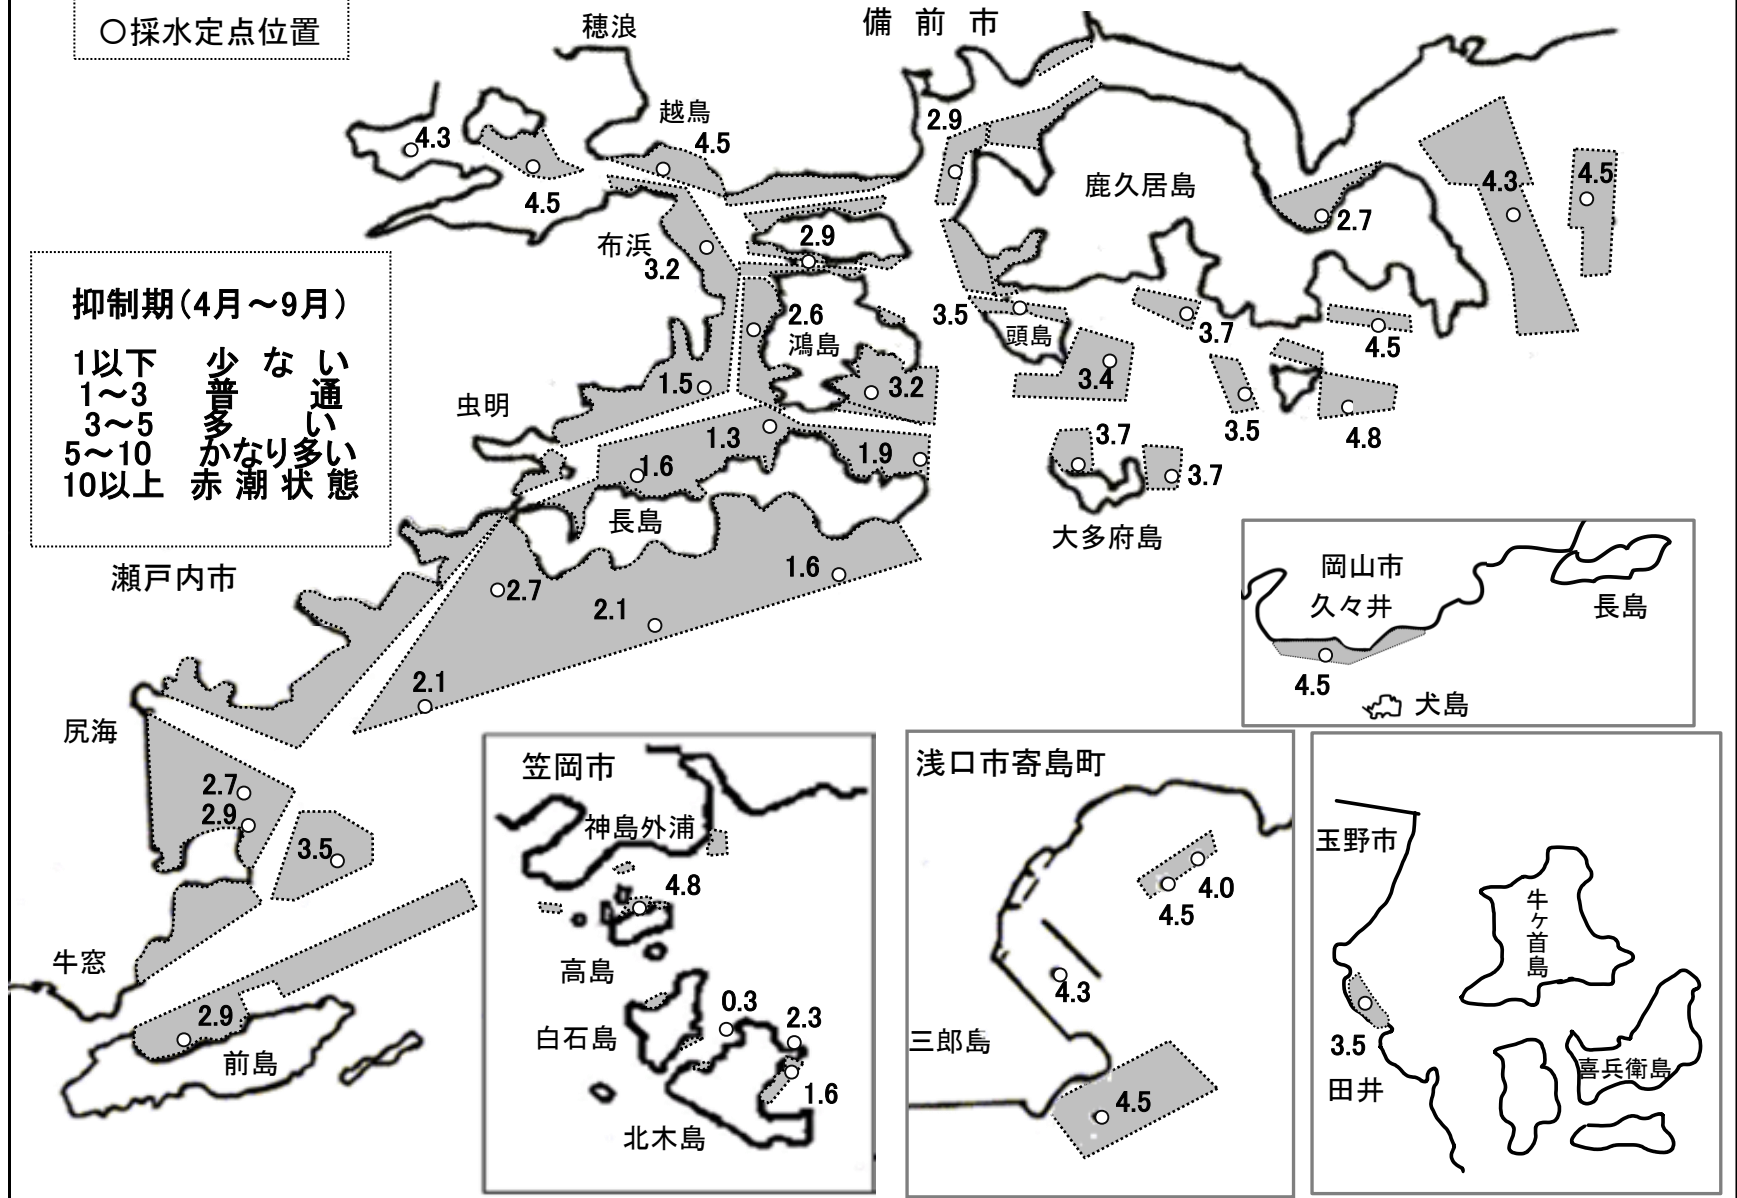 ○採水定点位置
穂浪
備前市
越島
4.3
4.5
4.5
2.9
鹿久居島
4.3
4.5
2.7
布浜
3.2
2.9
抑制期(4月～9月)
1以下 少ない
1～3 普通
3～5 多い
5～10 かなり多い
10以上 赤潮状態
2.6
鴻島
3.5
頭島
3.7
4.5
1.5
3.2
3.4
3.5
4.8
虫明
1.3
1.6
1.9
3.7
3.7
長島
大多府島
瀬戸内市
2.7
2.1
1.6
2.1
岡山市
久々井
長島
4.5
犬島
尻海
2.7
2.9
3.5
牛窓
2.9
前島
笠岡市
神島外浦
4.8
高島
白石島
0.3
2.3
1.6
北木島
浅口市寄島町
4.0
4.5
4.3
三郎島
4.5
玉野市
牛ヶ首島
3.5
田井
喜兵衛島